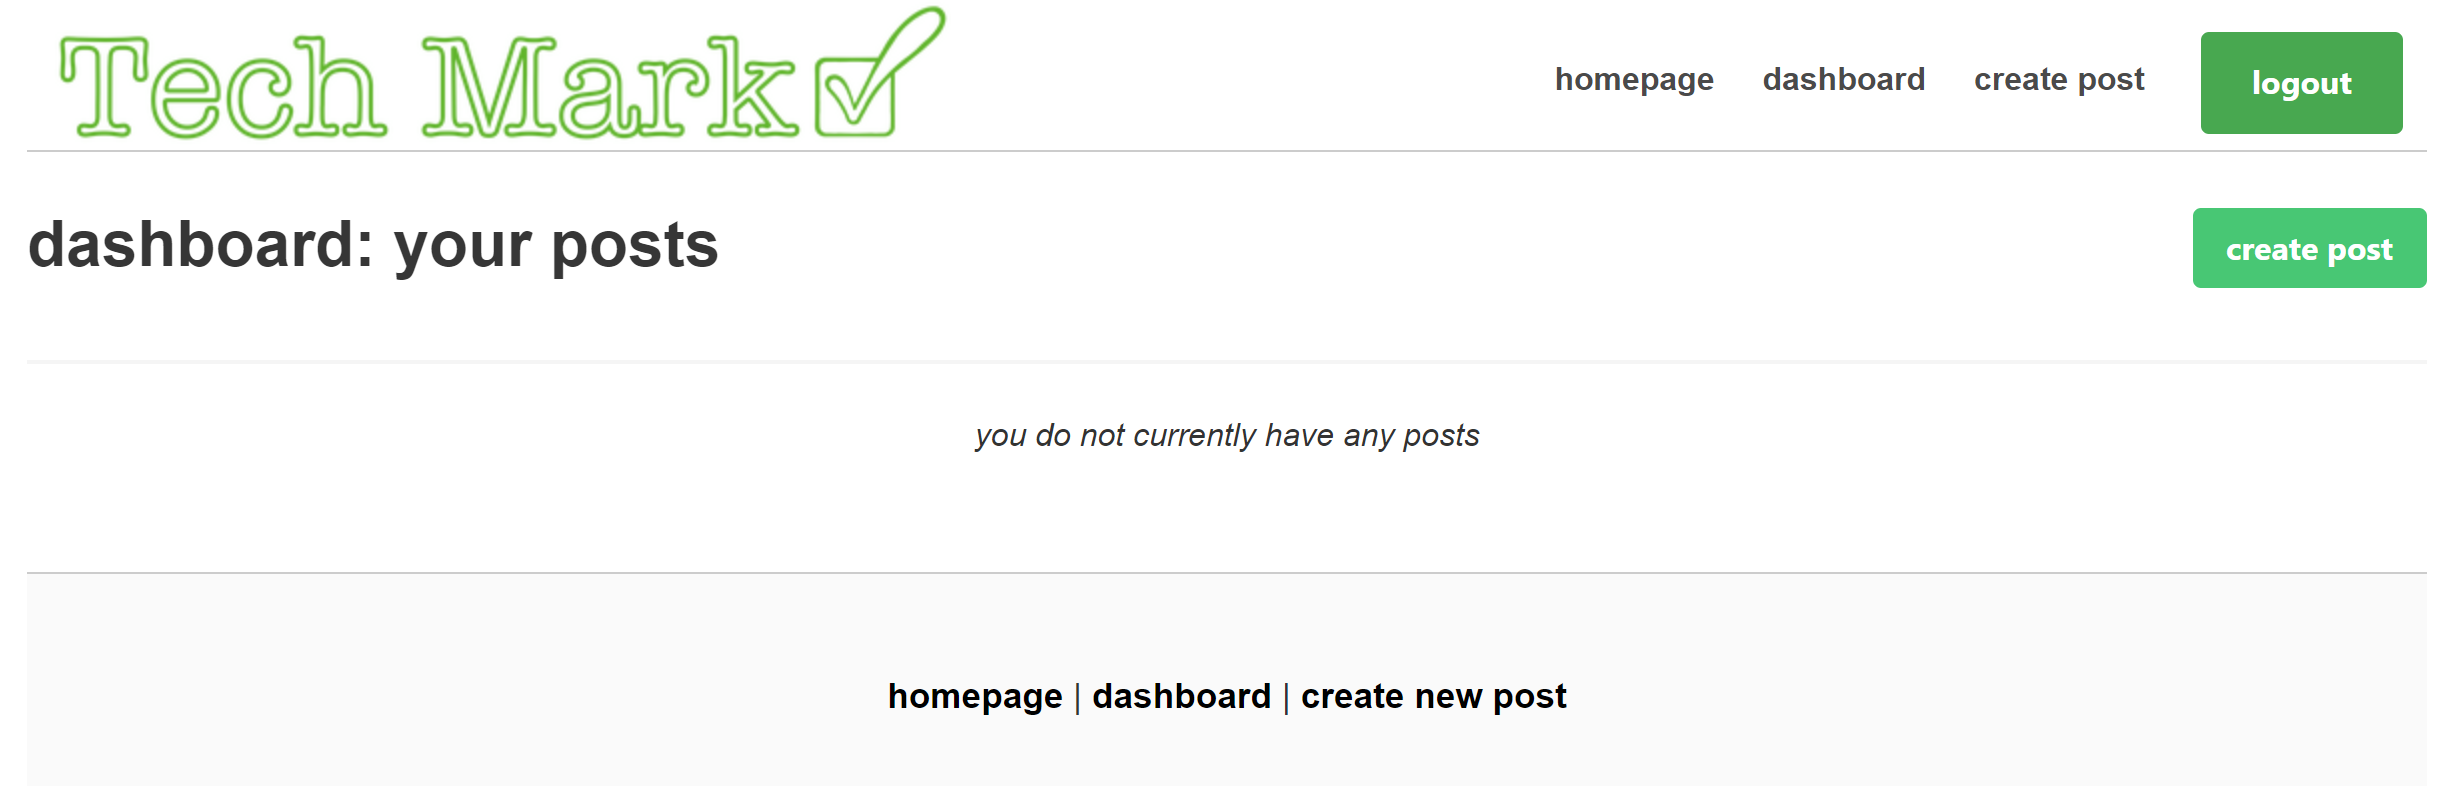 Tech Mark
homepage dashboard create post logout
dashboard: your posts
create post
you do not currently have any posts
homepage | dashboard | create new post